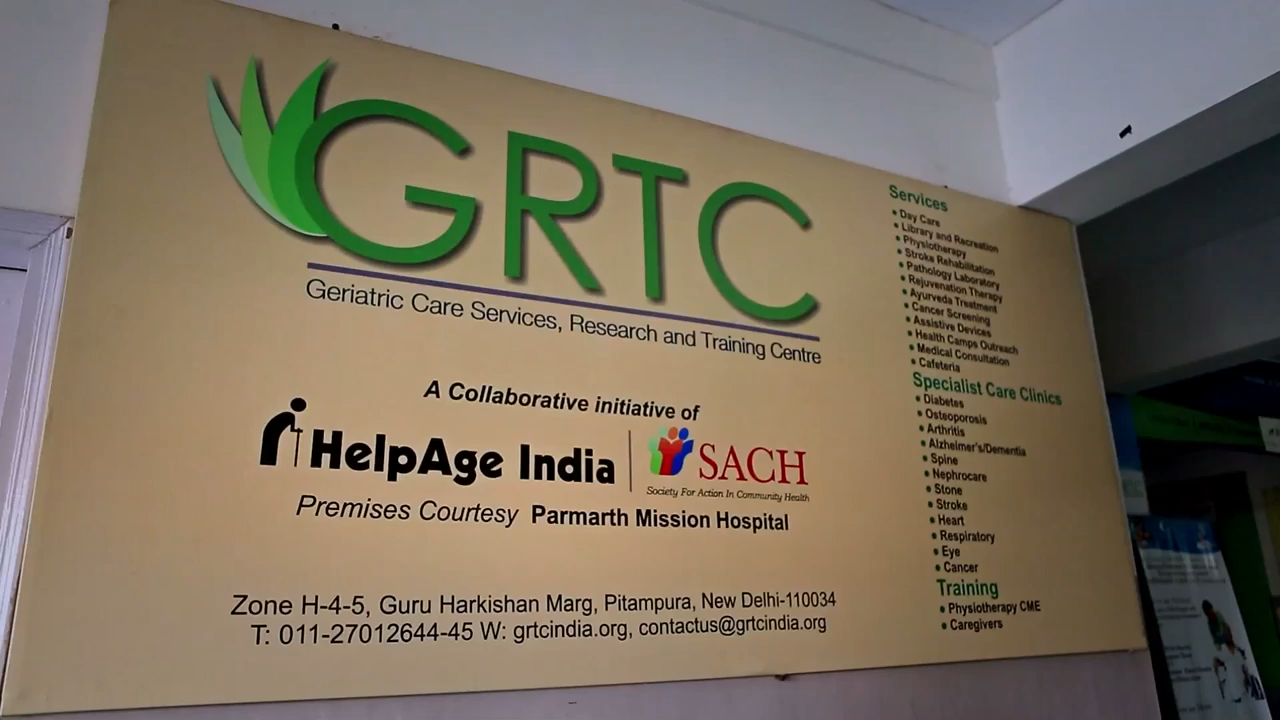 GRTC
Geriatric Care Services, Research and Training Centre
A Collaborative initiative of
HelpAge India
SACH
Society For Action In Community Health
Premises Courtesy Parmarth Mission Hospital
Zone H-4-5, Guru Harkishan Marg, Pitampura, New Delhi-110034
T: 011-27012644-45 W: grtcindia.org, contactus@grtcindia.org
Services
• Day Care
• Library and Recreation
• Physiotherapy
• Stroke Rehabilitation
• Pathology Laboratory
• Rejuvenation Therapy
• Ayurveda Treatment
• Cancer Screening
• Assistive Devices
• Health Camps Outreach
• Medical Consultation
• Cafeteria
Specialist Care Clinics
• Diabetes
• Osteoporosis
• Arthritis
• Alzheimer's/Dementia
• Spine
• Nephrocare
• Stone
• Stroke
• Heart
• Respiratory
• Eye
• Cancer
Training
• Physiotherapy CME
• Caregivers